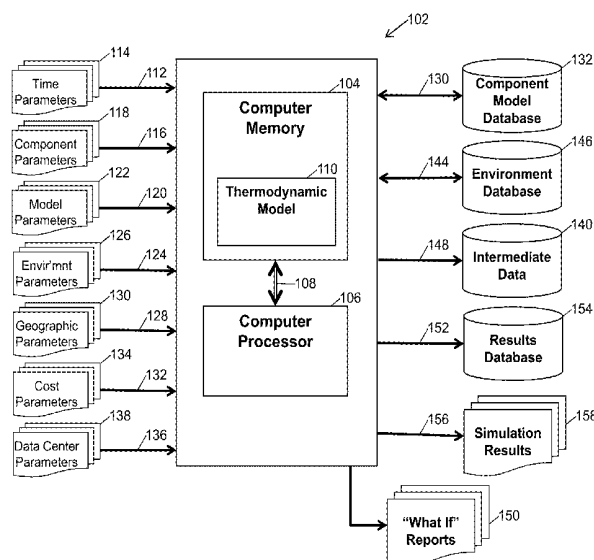 102
114
Time
Parameters
112
118
Component
Parameters
116
122
Model
Parameters
120
126
Envir'mnt
Parameters
124
130
Geographic
Parameters
128
134
Cost
Parameters
132
138
Data Center
Parameters
136
104
Computer
Memory
110
Thermodynamic
Model
108
106
Computer
Processor
130
132
Component
Model
Database
144
146
Environment
Database
148
140
Intermediate
Data
152
154
Results
Database
156
158
Simulation
Results
150
"What If"
Reports